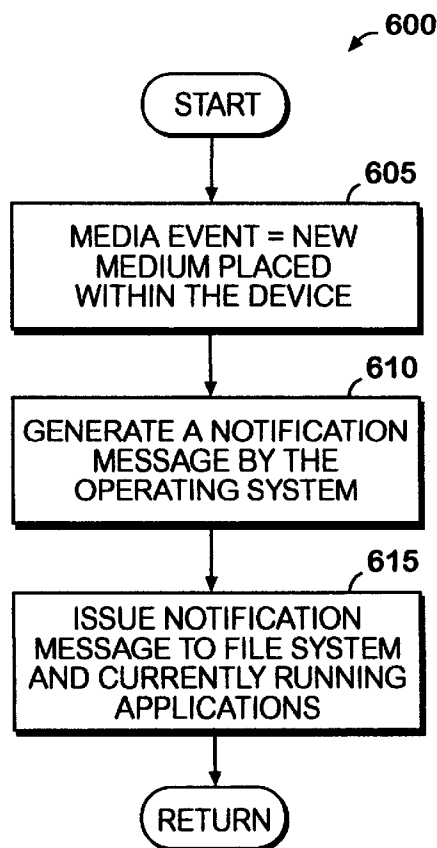 600
START
605
MEDIA EVENT = NEW
MEDIUM PLACED
WITHIN THE DEVICE
610
GENERATE A NOTIFICATION
MESSAGE BY THE
OPERATING SYSTEM
615
ISSUE NOTIFICATION
MESSAGE TO FILE SYSTEM
AND CURRENTLY RUNNING
APPLICATIONS
RETURN